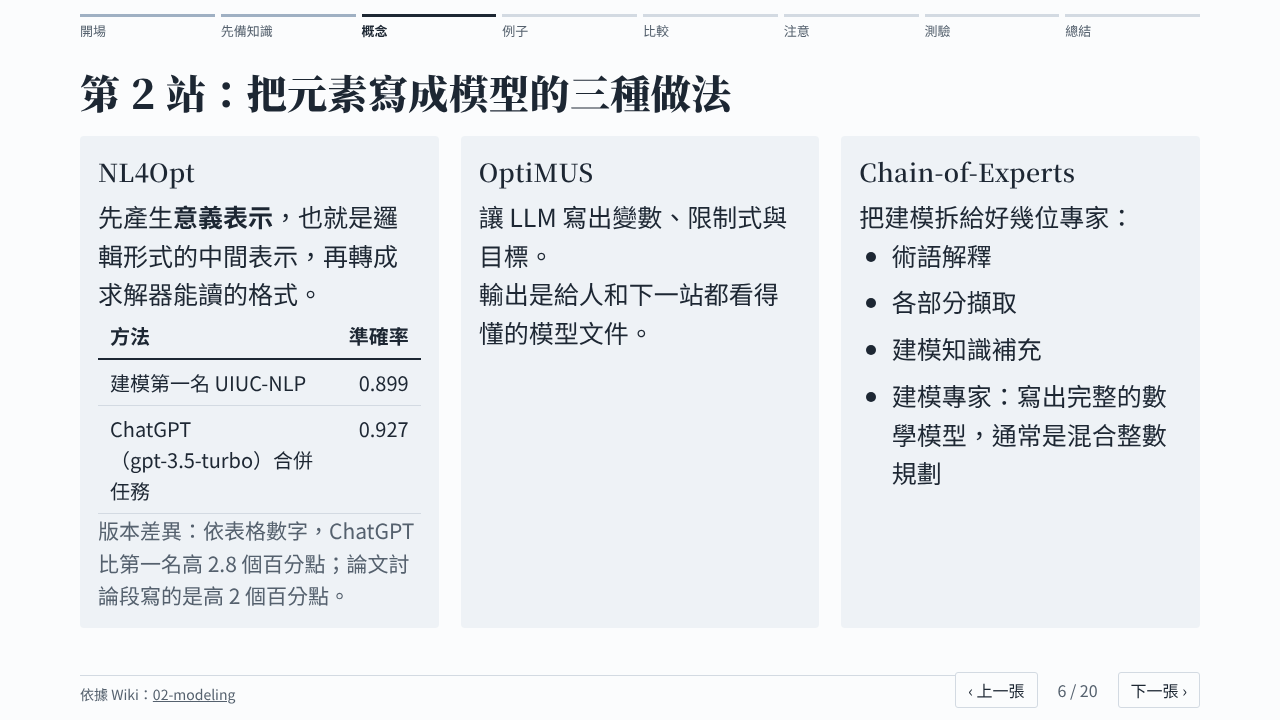 開場
先備知識
概念
例子
比較
注意
測驗
總結
第 2 站：把元素寫成模型的三種做法
NL4Opt
先產生意義表示，也就是邏
輯形式的中間表示，再轉成
求解器能讀的格式。
方法 準確率
建模第一名 UIUC-NLP 0.899
ChatGPT 0.927
（gpt-3.5-turbo）合併
任務
版本差異：依表格數字，ChatGPT
比第一名高 2.8 個百分點；論文討
論段寫的是高 2 個百分點。
OptiMUS
讓 LLM 寫出變數、限制式與
目標。
輸出是給人和下一站都看得
懂的模型文件。
Chain-of-Experts
把建模拆給好幾位專家：
• 術語解釋
• 各部分擷取
• 建模知識補充
• 建模專家：寫出完整的數
學模型，通常是混合整數
規劃
依據 Wiki：02-modeling
‹ 上一張
6 / 20
下一張 ›